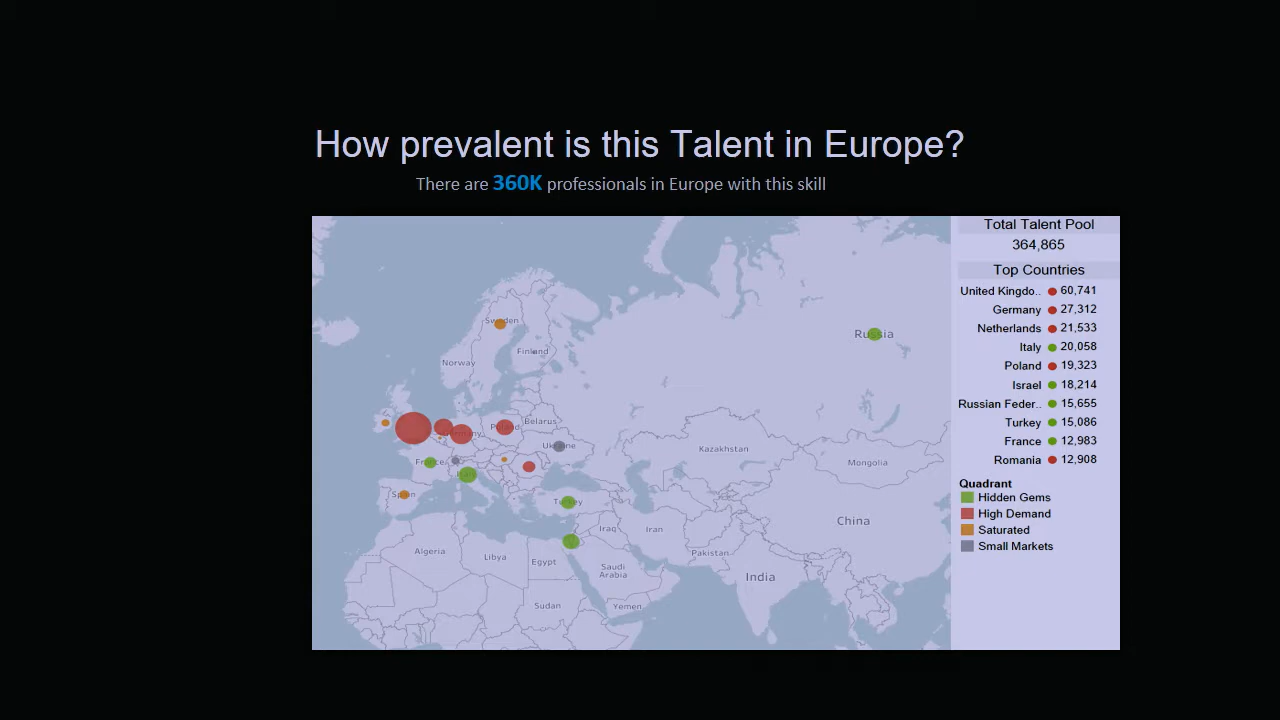 How prevalent is this Talent in Europe?
There are 360K professionals in Europe with this skill
Total Talent Pool
364,865
Top Countries
United Kingdo.. 60,741
Germany 27,312
Netherlands 21,533
Italy 20,058
Poland 19,323
Israel 18,214
Russian Feder.. 15,655
Turkey 15,086
France 12,983
Romania 12,908
Quadrant
Hidden Gems
High Demand
Saturated
Small Markets
Sweden
Russia
Finland
Norway
Belarus
Poland
Germany
Ukraine
Kazakhstan
France
Mongolia
Italy
Spain
Turkey
China
Iraq
Iran
Algeria
Libya
Egypt
Pakistan
Saudi
Arabia
India
Sudan
Yemen